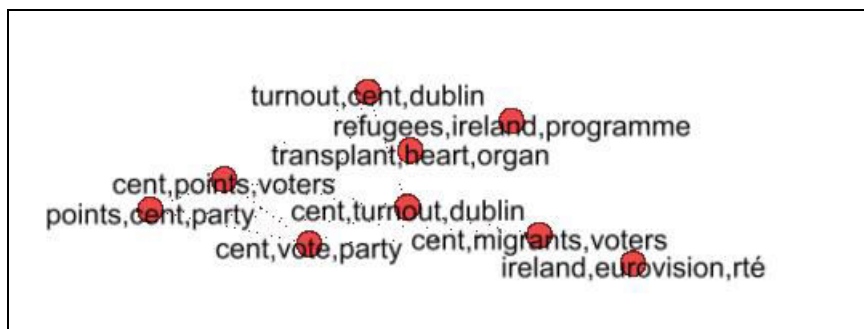 turnout,cent,dublin
refugees,ireland,programme
transplant,heart,organ
cent,points,voters
points,cent,party
cent,turnout,dublin
cent,vote,party
cent,migrants,voters
ireland,eurovision,rté